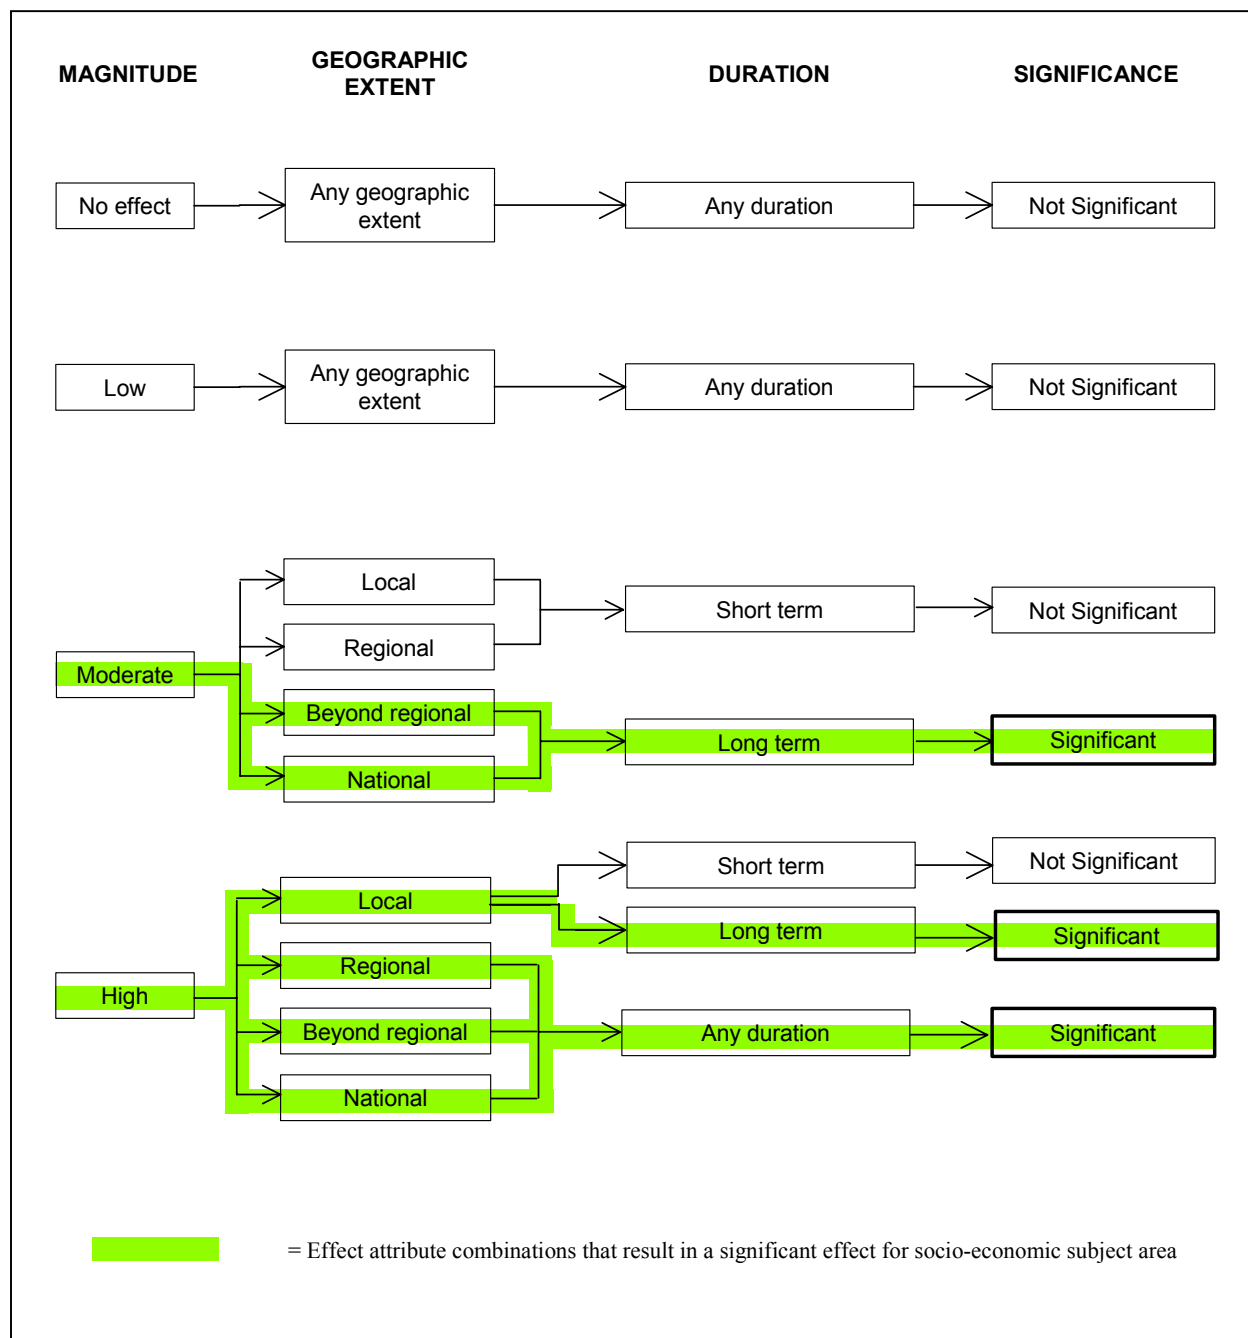 MAGNITUDE
GEOGRAPHIC
EXTENT
DURATION
SIGNIFICANCE
No effect
Any geographic
extent
Any duration
Not Significant
Low
Any geographic
extent
Any duration
Not Significant
Moderate
Local
Regional
Beyond regional
National
Short term
Not Significant
Long term
Significant
High
Local
Regional
Beyond regional
National
Short term
Not Significant
Long term
Significant
Any duration
Significant
= Effect attribute combinations that result in a significant effect for socio-economic subject area